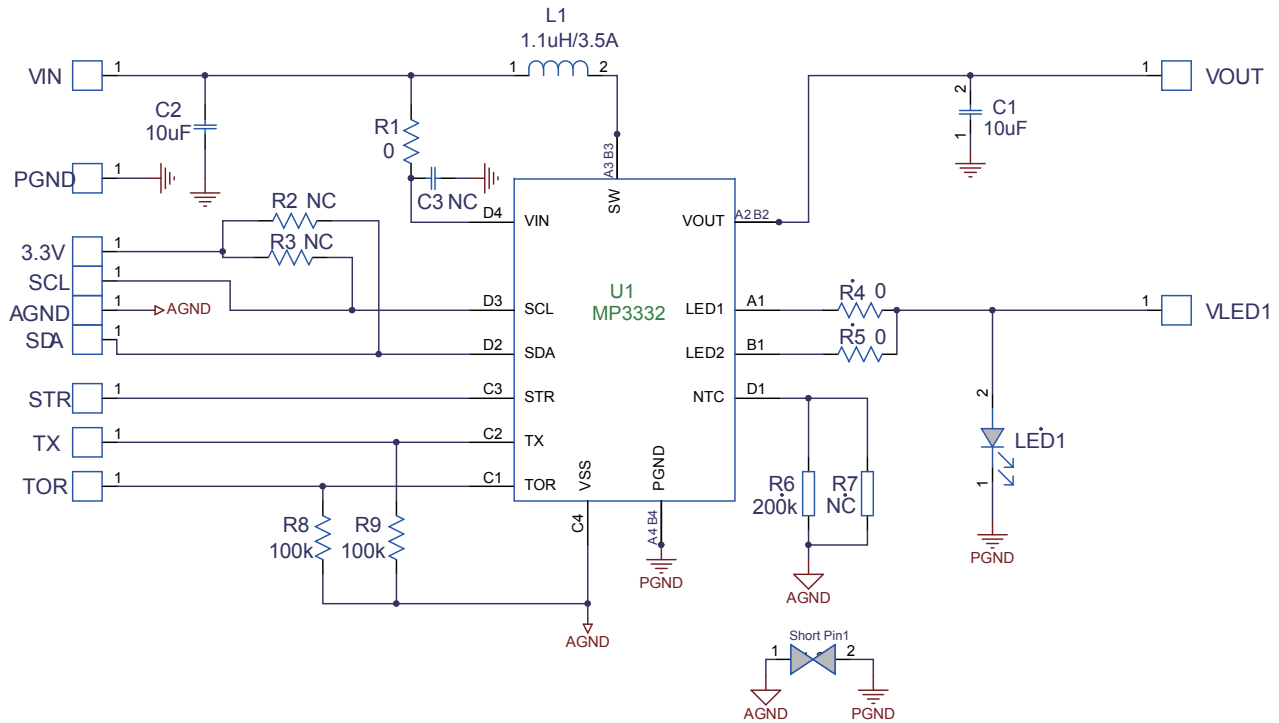 L1
1.1uH/3.5A
VIN 1
1 2
1 VOUT
C2
10uF
R1
0
2
C1
10uF
1
A3 B3
PGND 1
C3 NC
SW
D4 VIN
VOUT A2 B2
R2 NC
R3 NC
3.3V 1
SCL 1
AGND 1 AGND
SDA 1
U1
MP3332
D3 SCL
LED1 A1
R4 0
1 VLED1
D2 SDA
LED2 B1
R5 0
STR 1
C3 STR
NTC D1
2
TX 1
C2 TX
LED1
TOR 1
C1 TOR
VSS
PGND
1
R6
200k
R7
NC
C4
A4 B4
R8
100k
R9
100k
PGND
PGND
AGND
AGND
Short Pin1
1 2
AGND PGND